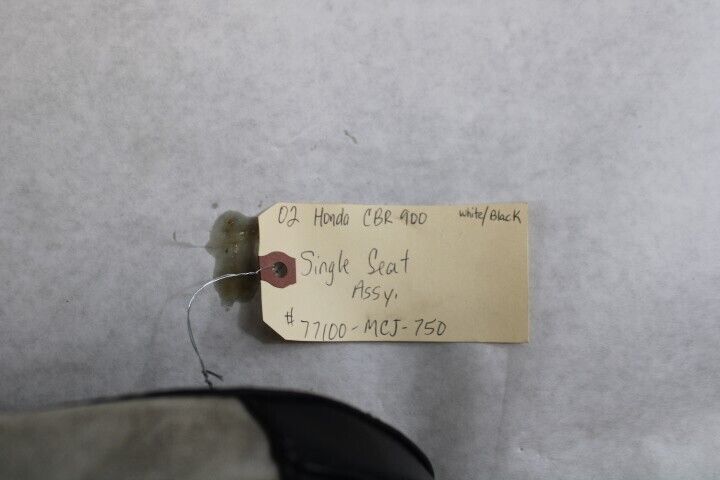 02 Honda CBR 900 White/Black
Single Seat
Assy.
# 77100-MCJ-750